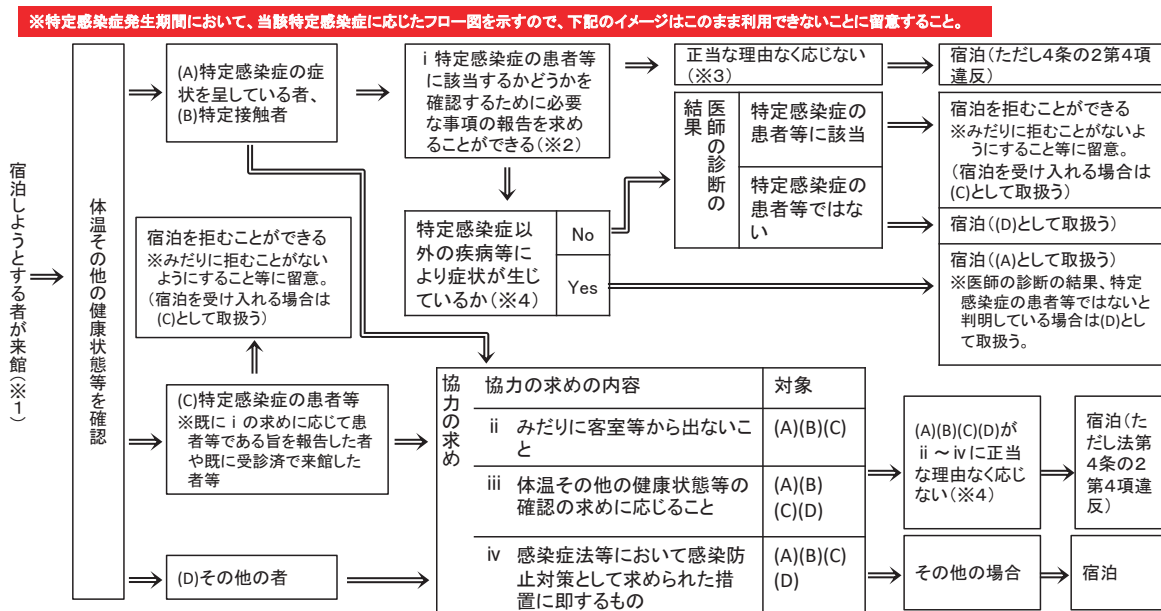 ※特定感染症発生期間において、当該特定感染症に応じたフロー図を示すので、下記のイメージはこのまま利用できないことに留意すること。
宿泊しようとする者が来館(※1)
体温その他の健康状態等を確認
(A)特定感染症の症
状を呈している者、
(B)特定接触者
ⅰ特定感染症の患者等
に該当するかどうかを
確認するために必要
な事項の報告を求め
ることができる(※2)
正当な理由なく応じない
(※3)
宿泊(ただし4条の2第4項
違反)
医師の診断の
結果
特定感染症の
患者等に該当
宿泊を拒むことができる
※みだりに拒むことがないよ
うにすること等に留意。
(宿泊を受け入れる場合は
(C)として取扱う)
特定感染症の
患者等ではな
い
宿泊((D)として取扱う)
特定感染症以
外の疾病等に
より症状が生じ
ているか(※4)
No
Yes
宿泊((A)として取扱う)
※医師の診断の結果、特定
感染症の患者等ではないと
判明している場合は(D)とし
て取扱う。
宿泊を拒むことができる
※みだりに拒むことがない
ようにすること等に留意。
(宿泊を受け入れる場合は
(C)として取扱う)
(C)特定感染症の患者等
※既にⅰの求めに応じて患
者等である旨を報告した者
や既に受診済で来館した
者等
(D)その他の者
協力の求め
協力の求めの内容
対象
ⅱ みだりに客室等から出ないこ
と
(A)(B)(C)
ⅲ 体温その他の健康状態等の
確認の求めに応じること
(A)(B)
(C)(D)
ⅳ 感染症法等において感染防
止対策として求められた措
置に即するもの
(A)(B)(C)
(D)
(A)(B)(C)(D)が
ⅱ~ⅳに正当
な理由なく応じ
ない(※4)
宿泊(た
だし法第
4条の2
第4項違
反)
その他の場合
宿泊